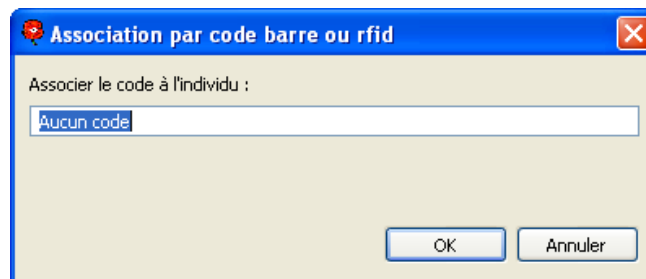 Association par code barre ou rfid
Associer le code à l'individu :
Aucun code
OK Annuler